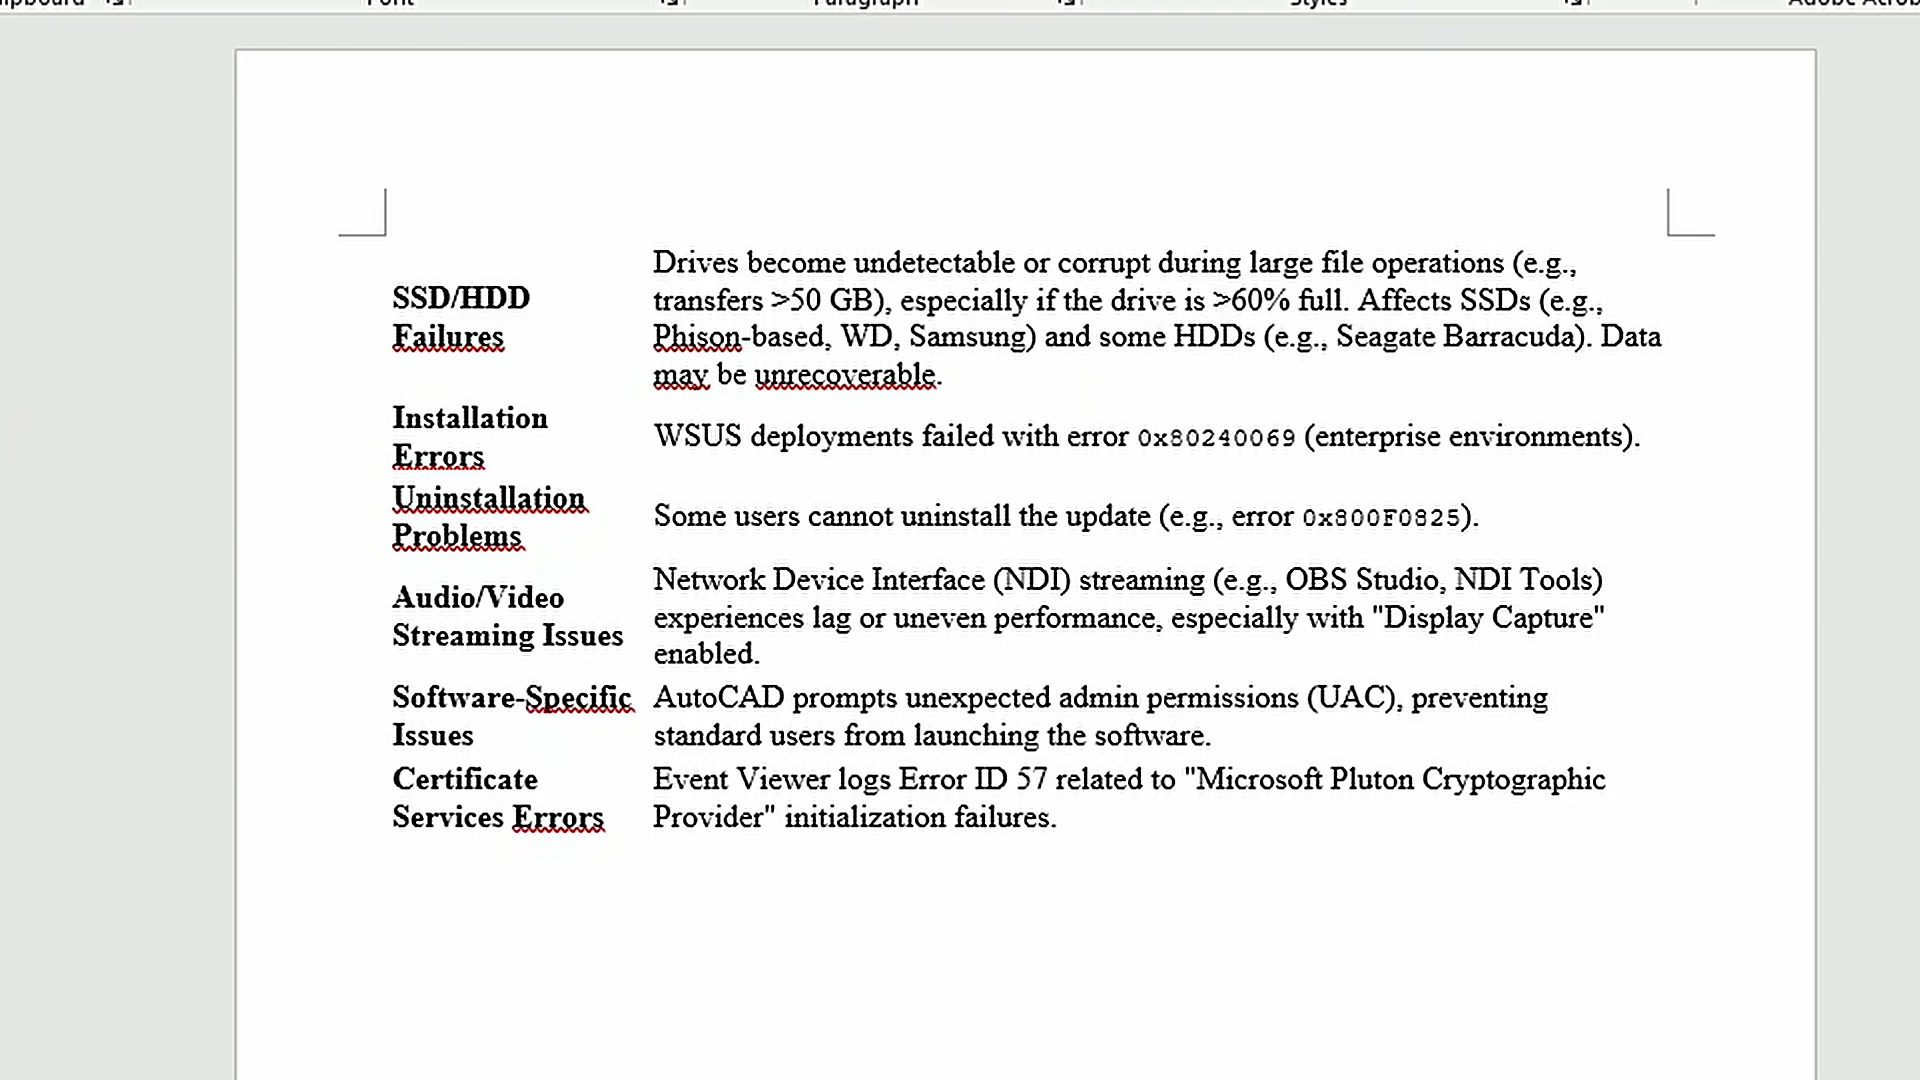 Font
Paragraph
Styles
SSD/HDD
Failures
Drives become undetectable or corrupt during large file operations (e.g.,
transfers >50 GB), especially if the drive is >60% full. Affects SSDs (e.g.,
Phison-based, WD, Samsung) and some HDDs (e.g., Seagate Barracuda). Data
may be unrecoverable.
Installation
Errors
WSUS deployments failed with error 0x80240069 (enterprise environments).
Uninstallation
Problems
Some users cannot uninstall the update (e.g., error 0x800F0825).
Audio/Video
Streaming Issues
Network Device Interface (NDI) streaming (e.g., OBS Studio, NDI Tools)
experiences lag or uneven performance, especially with "Display Capture"
enabled.
Software-Specific
Issues
AutoCAD prompts unexpected admin permissions (UAC), preventing
standard users from launching the software.
Certificate
Services Errors
Event Viewer logs Error ID 57 related to "Microsoft Pluton Cryptographic
Provider" initialization failures.